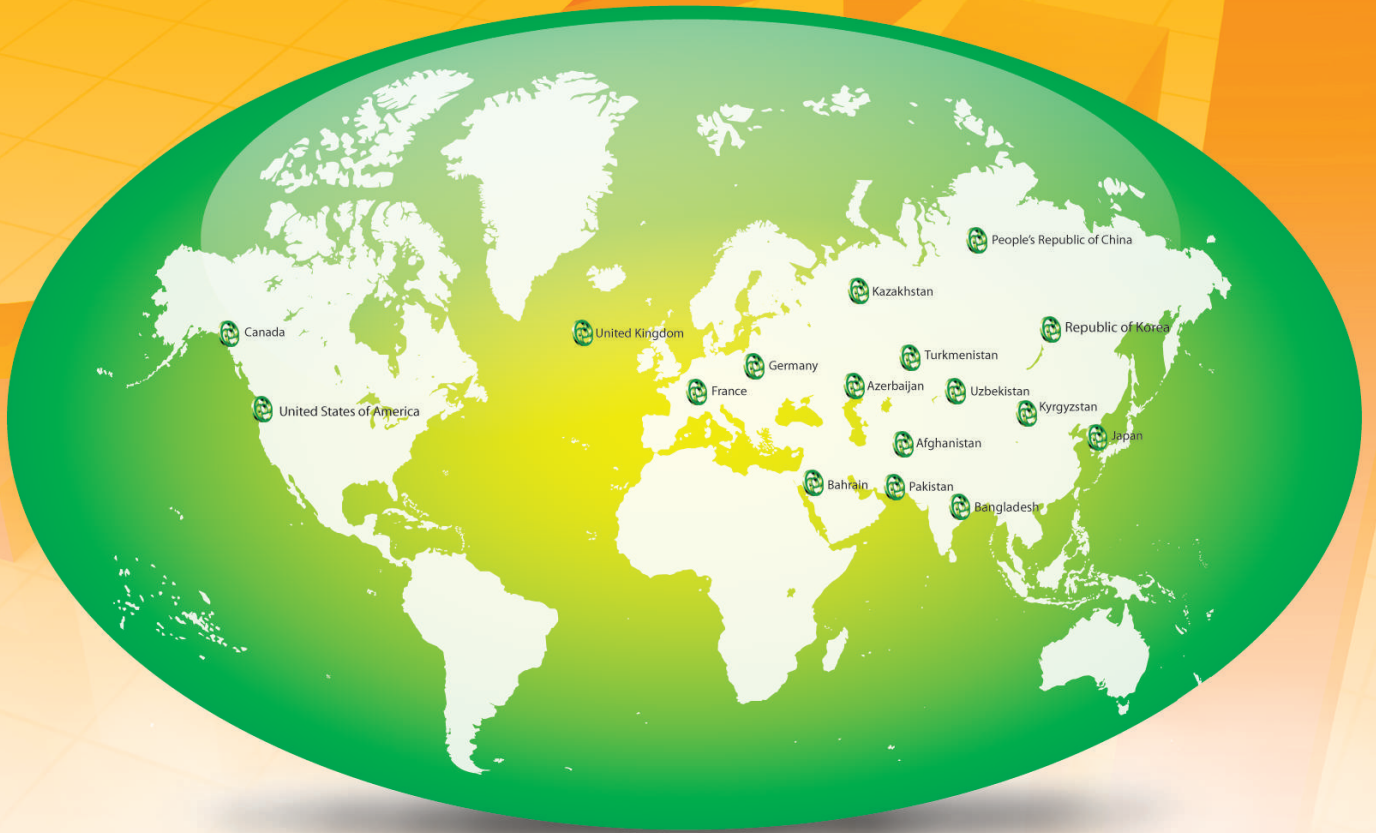 People's Republic of China
Kazakhstan
Republic of Korea
Canada
United Kingdom
Turkmenistan
Germany
Azerbaijan
France
Uzbekistan
Kyrgyzstan
United States of America
Japan
Afghanistan
Bahrain
Pakistan
Bangladesh